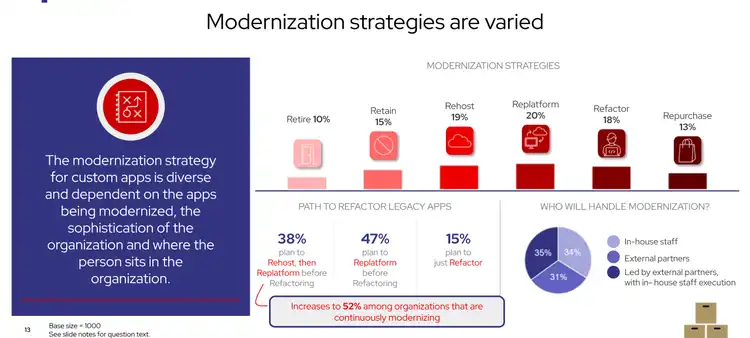 Modernization strategies are varied
The modernization strategy
for custom apps is diverse
and dependent on the apps
being modernized, the
sophistication of the
organization and where the
person sits in the
organization.
MODERNIZATION STRATEGIES
Retire 10%
Retain
15%
Rehost
19%
Replatform
20%
Refactor
18%
Repurchase
13%
PATH TO REFACTOR LEGACY APPS
38%
plan to
Rehost, then
Replatform before
Refactoring
47%
plan to
Replatform
before
Refactoring
15%
plan to
just Refactor
Increases to 52% among organizations that are
continuously modernizing
WHO WILL HANDLE MODERNIZATION?
35%
34%
31%
In-house staff
External partners
Led by external partners,
with in- house staff execution
13
Base size = 1000
See slide notes for question text.